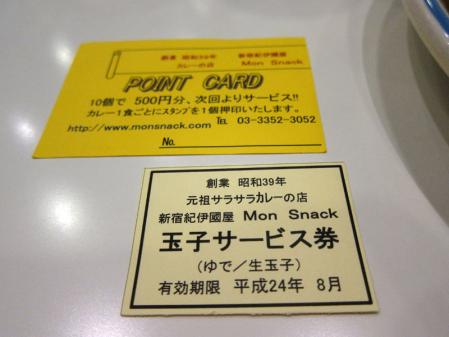 創業 昭和39年 新宿紀伊國屋
カレーの店 Mon Snack
POINT CARD
10個で 500円分、次回よりサービス!!
カレー1食ごとにスタンプを1個押印いたします。
http://www.monsnack.com TEL 03-3352-3052
No.
創業 昭和39年
元祖サラサラカレーの店
新宿紀伊國屋 Mon Snack
玉子サービス券
(ゆで/生玉子)
有効期限 平成24年 8月